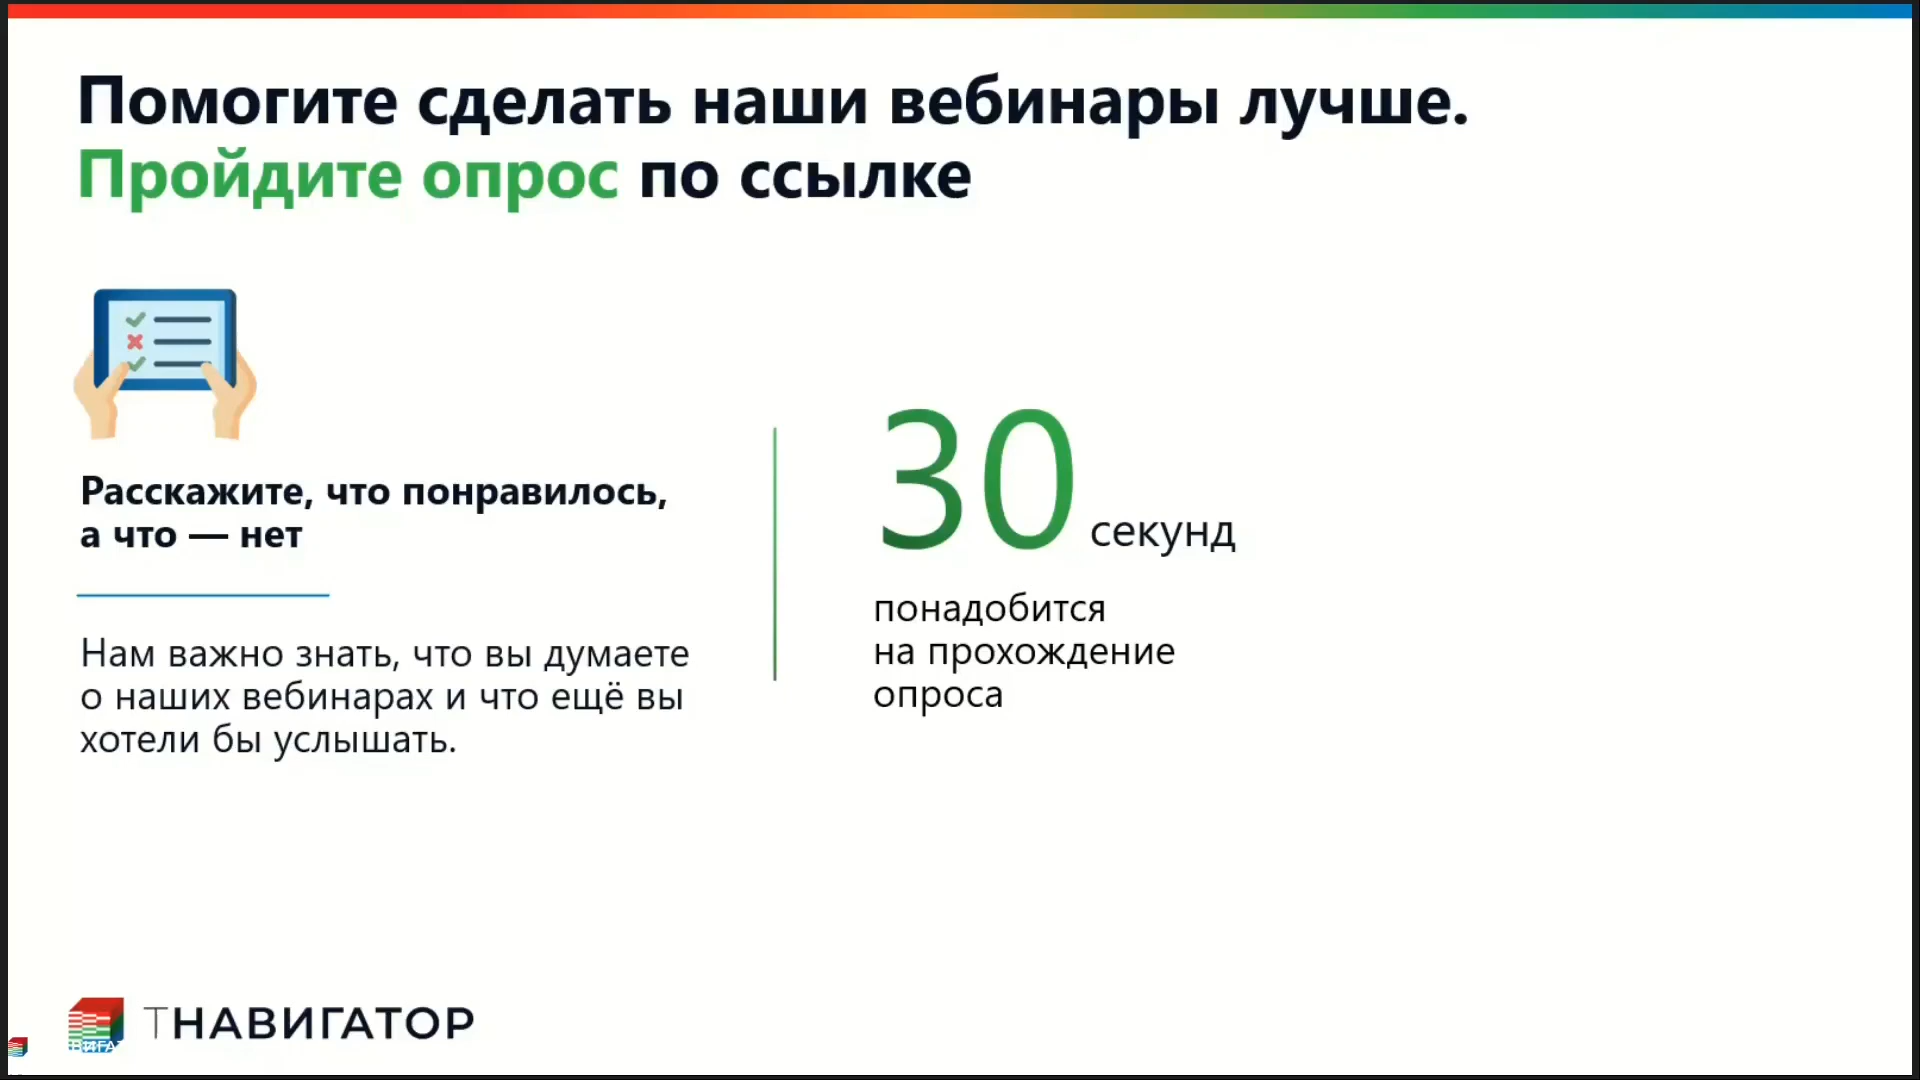 Помогите сделать наши вебинары лучше.
Пройдите опрос по ссылке
Расскажите, что понравилось,
а что — нет
Нам важно знать, что вы думаете
о наших вебинарах и что ещё вы
хотели бы услышать.
30 секунд
понадобится
на прохождение
опроса
ТНАВИГАТОР